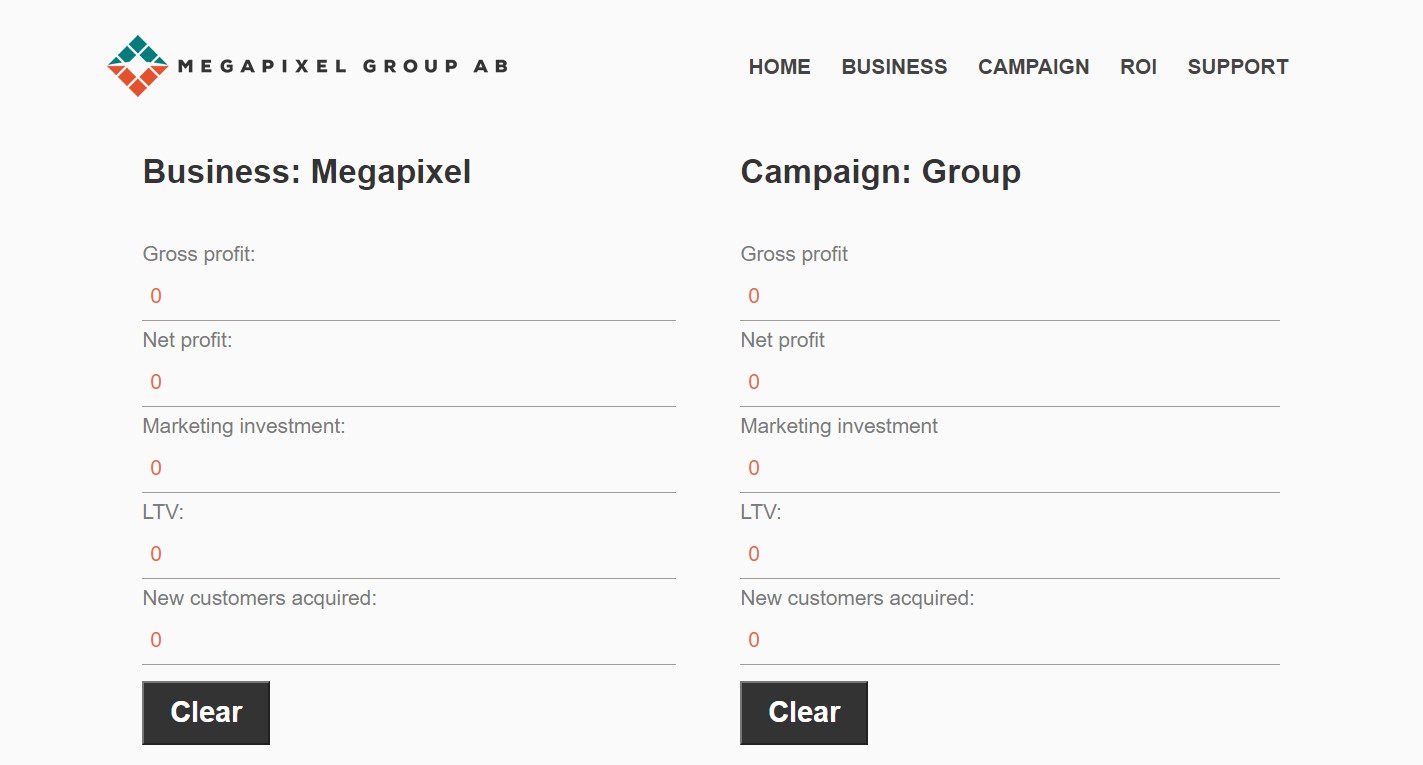 MEGAPIXEL GROUP AB
HOME BUSINESS CAMPAIGN ROI SUPPORT
Business: Megapixel
Gross profit:
0
Net profit:
0
Marketing investment:
0
LTV:
0
New customers acquired:
0
Clear
Campaign: Group
Gross profit
0
Net profit
0
Marketing investment
0
LTV:
0
New customers acquired:
0
Clear